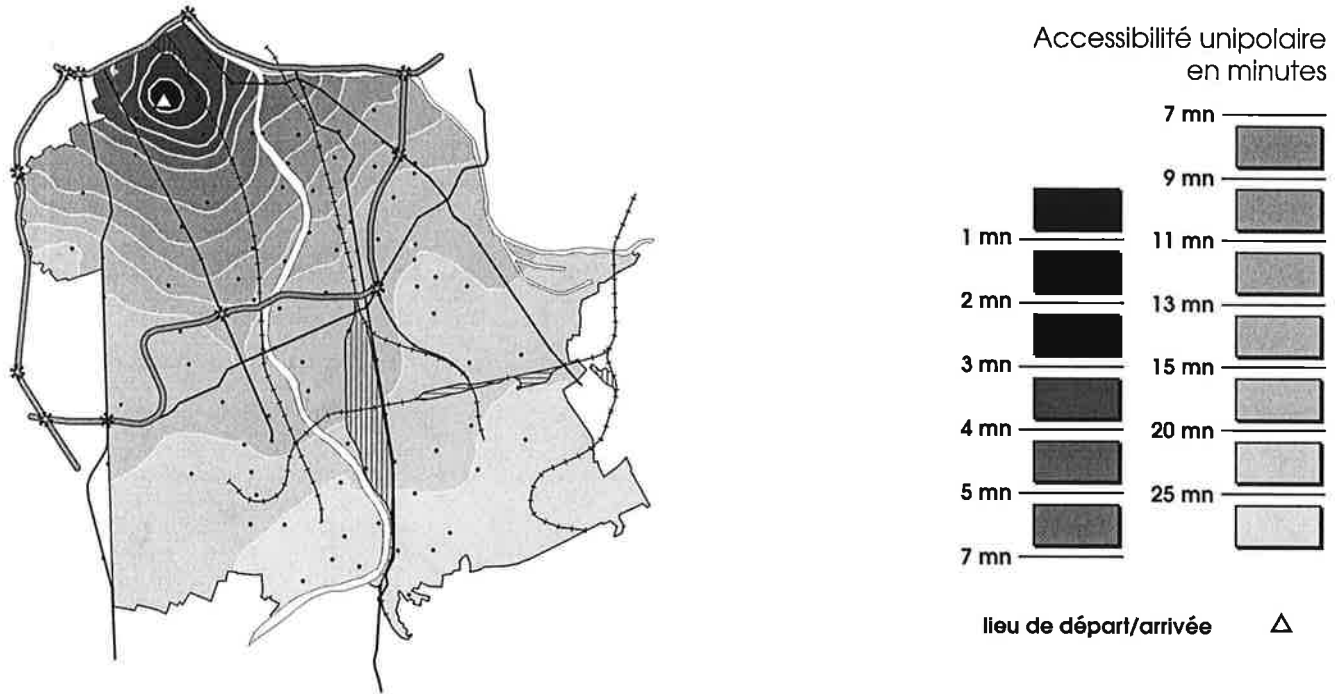 Accessibilité unipolaire
en minutes
1 mn
2 mn
3 mn
4 mn
5 mn
7 mn
7 mn
9 mn
11 mn
13 mn
15 mn
20 mn
25 mn
lieu de départ/arrivée